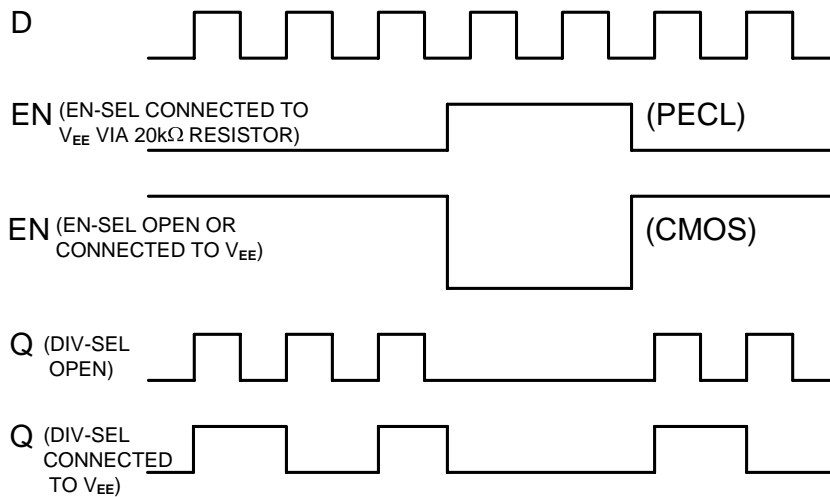 D
EN (EN-SEL CONNECTED TO
VEE VIA 20kΩ RESISTOR)
(PECL)
EN (EN-SEL OPEN OR
CONNECTED TO VEE)
(CMOS)
Q (DIV-SEL
OPEN)
Q (DIV-SEL
CONNECTED
TO VEE)